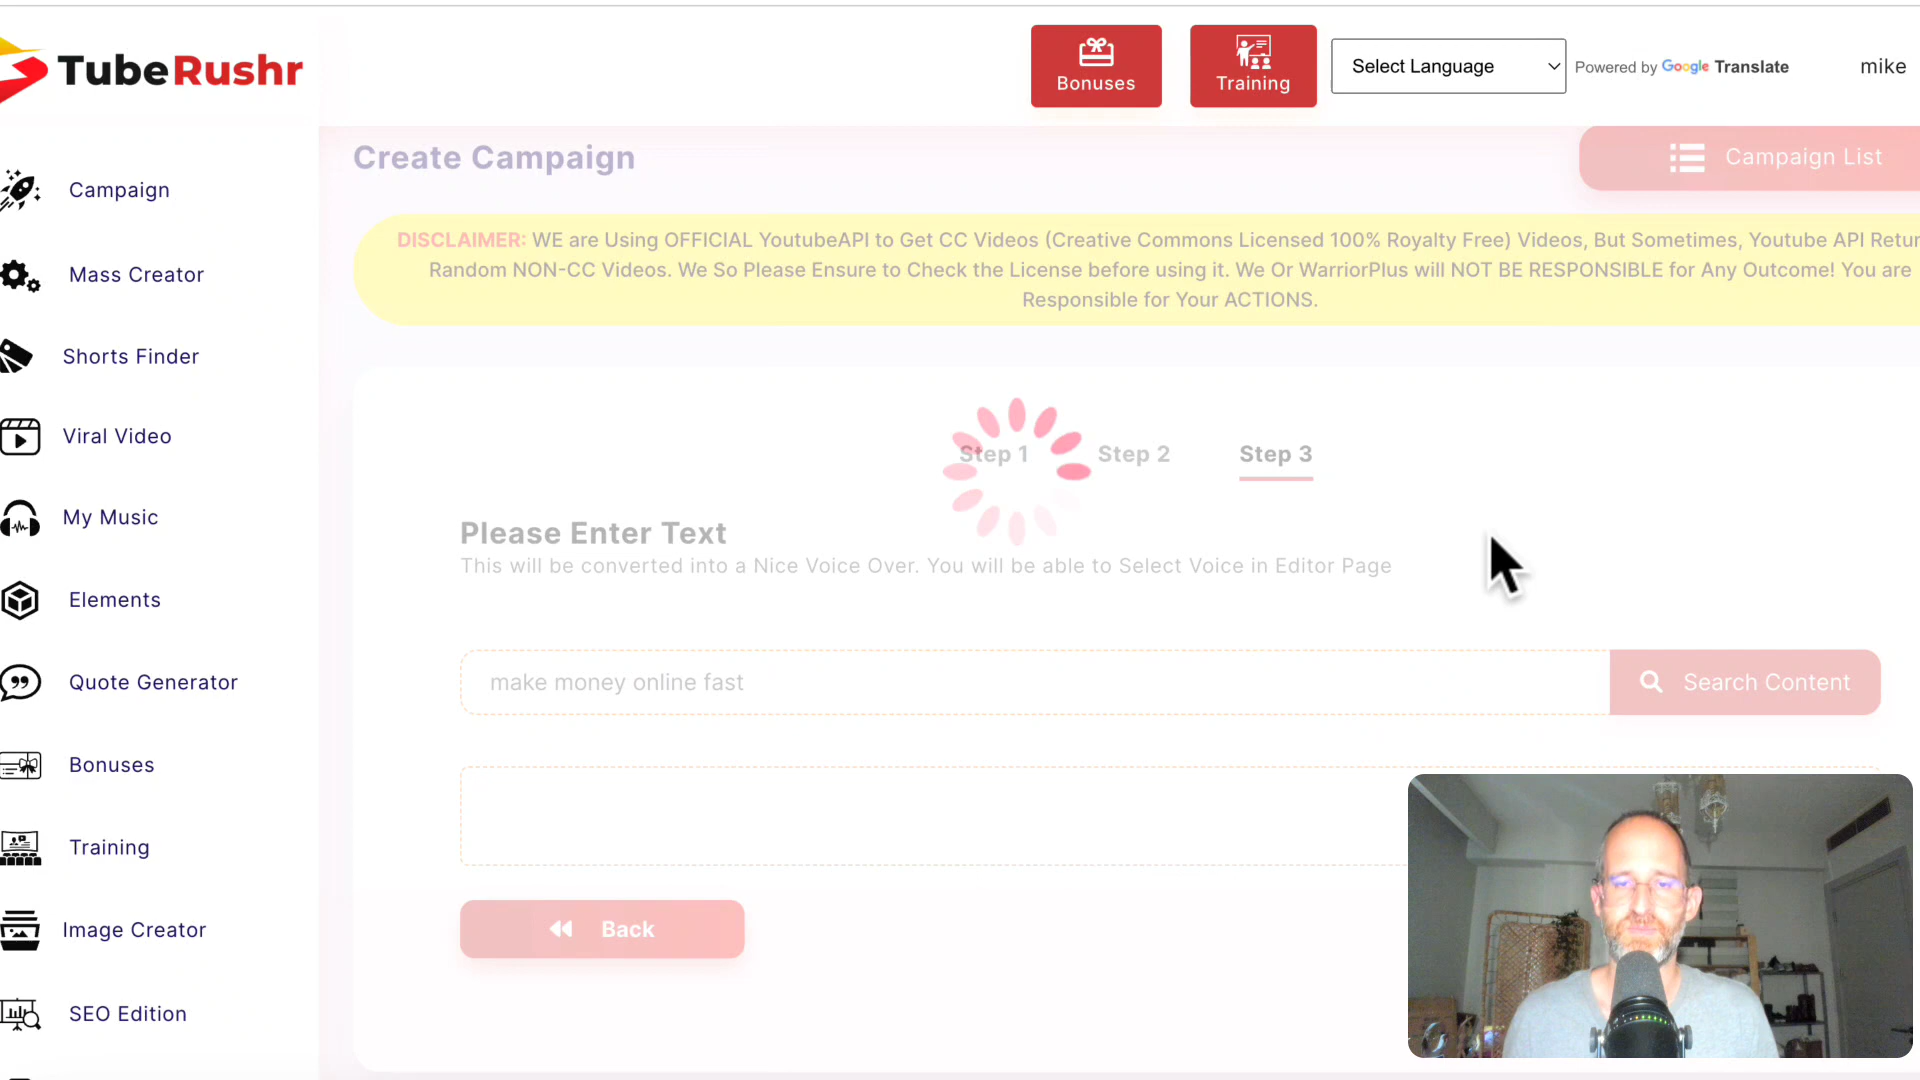 TubeRushr
Bonuses
Training
Select Language
Powered by Google Translate
mike
Create Campaign
Campaign List
DISCLAIMER: WE are Using OFFICIAL YoutubeAPI to Get CC Videos (Creative Commons Licensed 100% Royalty Free) Videos, But Sometimes, Youtube API
Random NON-CC Videos. We So Please Ensure to Check the License before using it. We Or WarriorPlus will NOT BE RESPONSIBLE for Any Outcome! You are
Responsible for Your ACTIONS.
Campaign
Mass Creator
Shorts Finder
Viral Video
My Music
Elements
Quote Generator
Bonuses
Training
Image Creator
SEO Edition
Step 1
Step 2
Step 3
Please Enter Text
This will be converted into a Nice Voice Over. You will be able to Select Voice in Editor Page
make money online fast
Search Content
Back